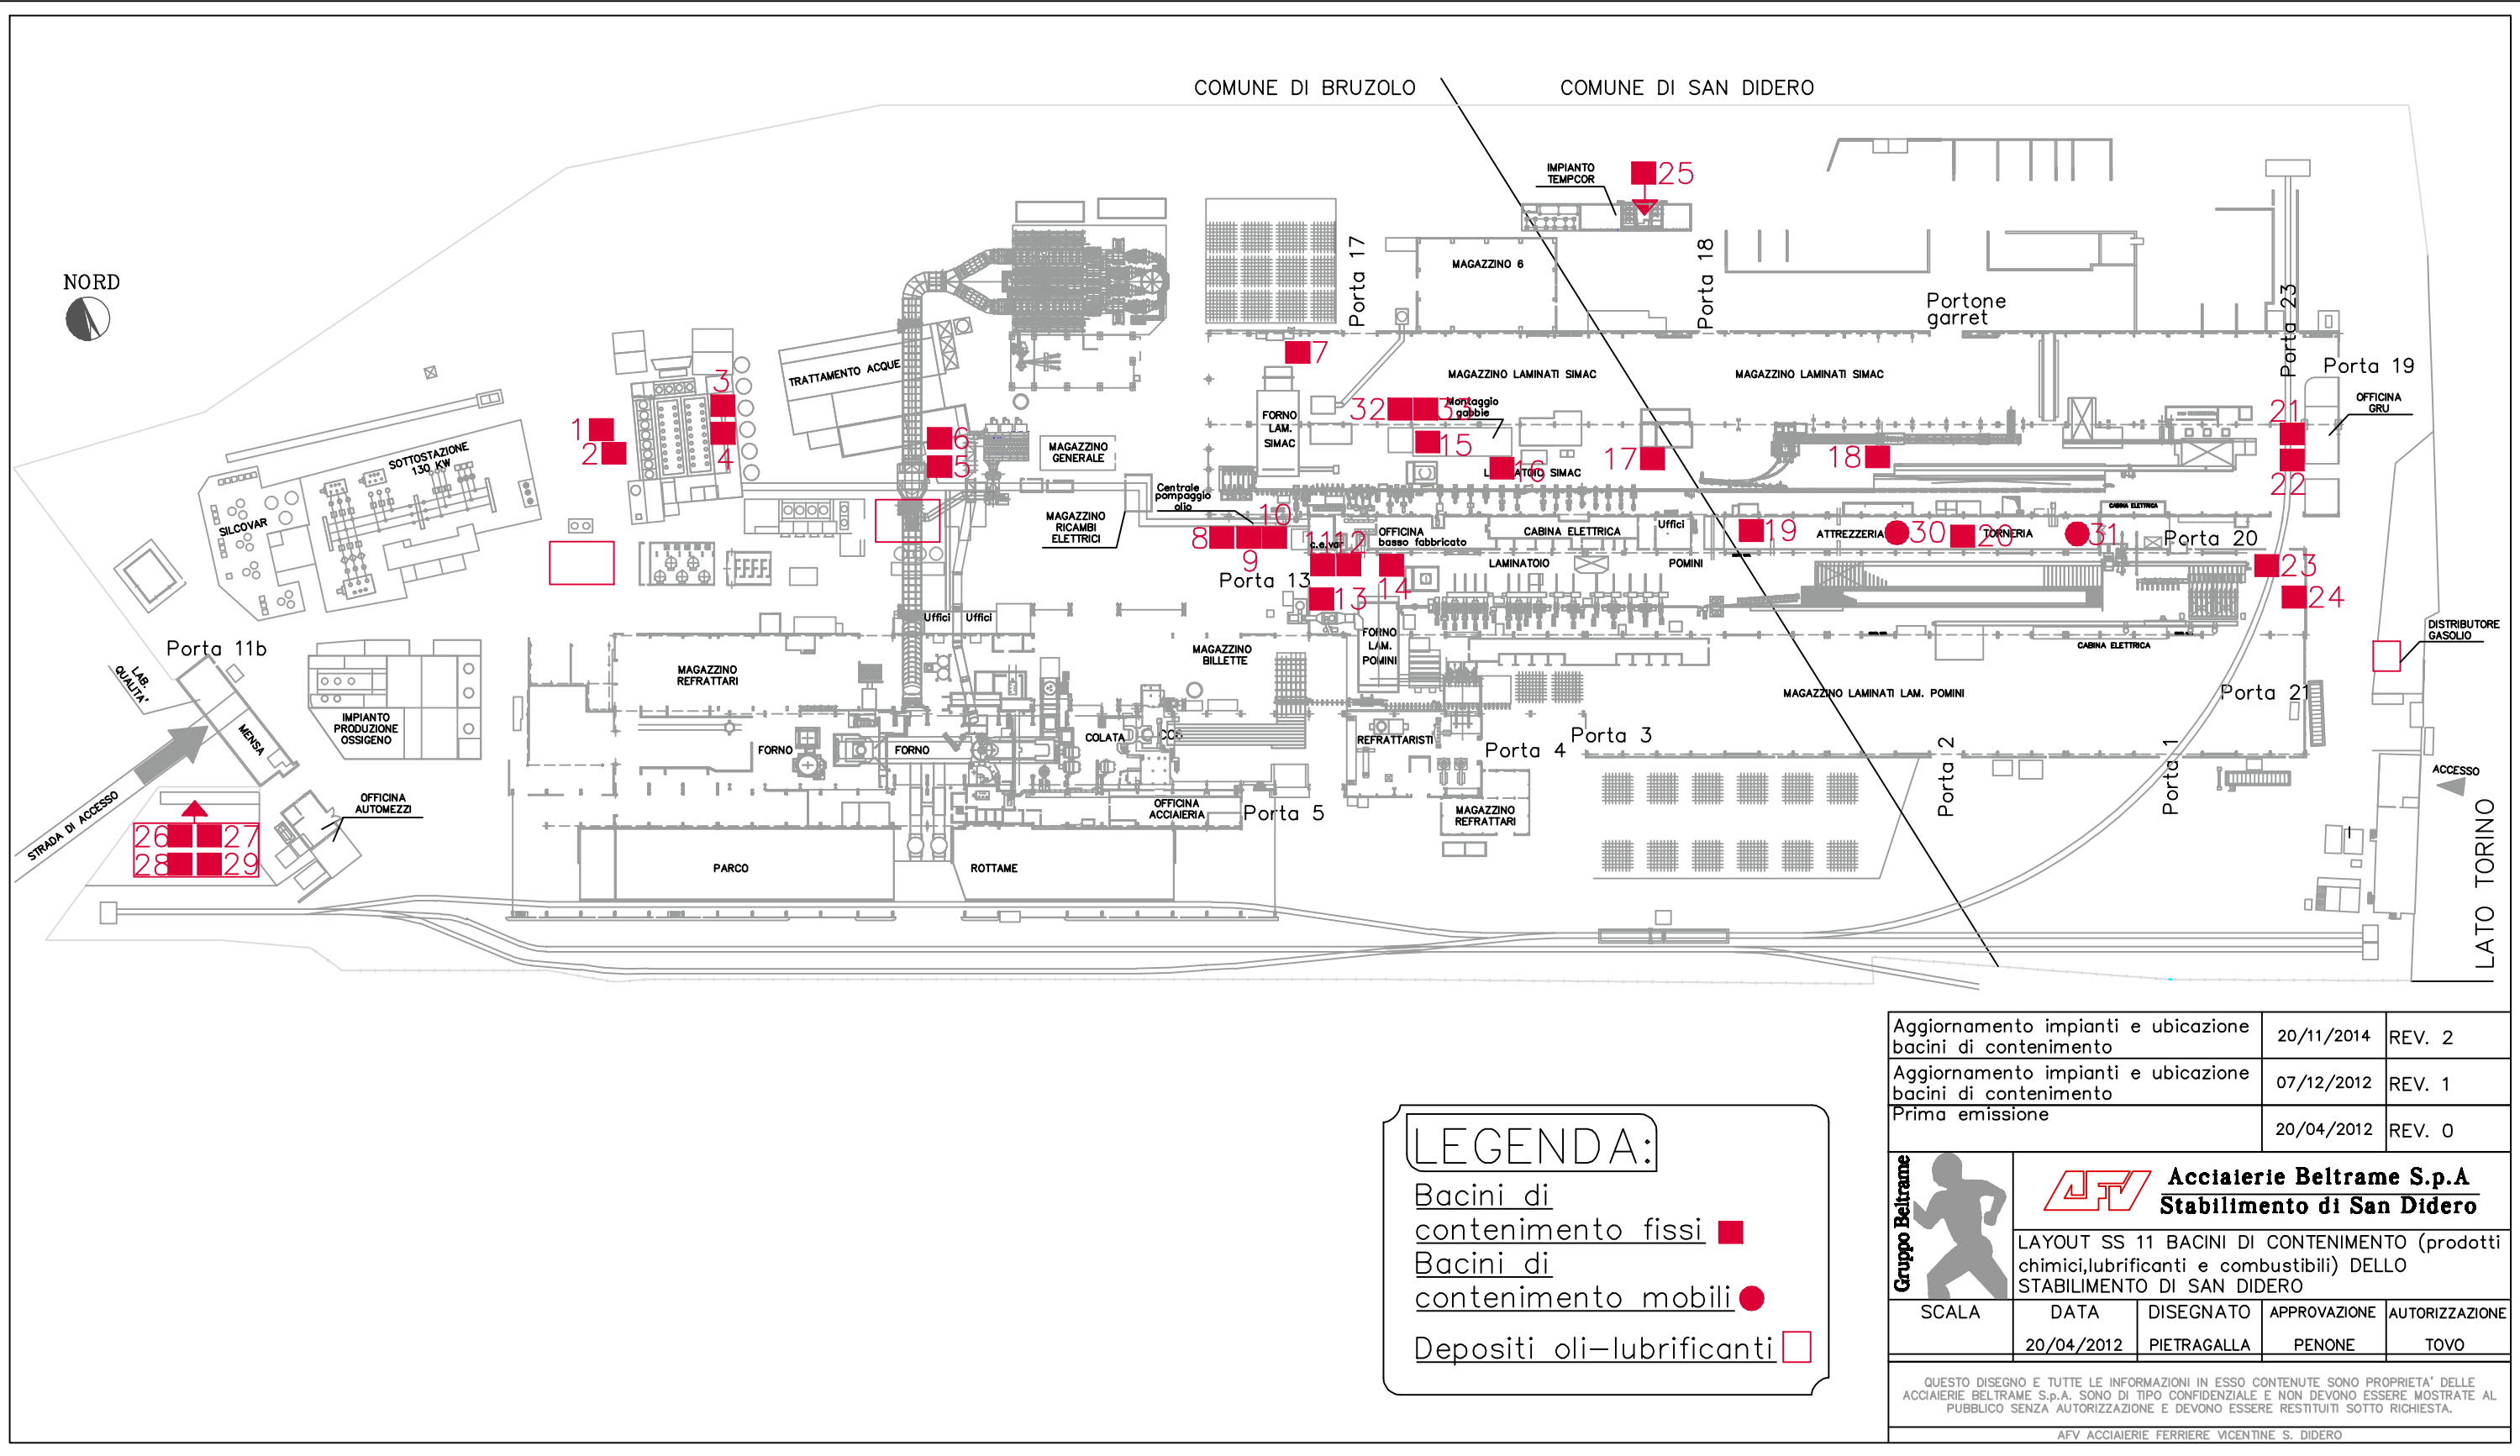 COMUNE DI BRUZOLO
COMUNE DI SAN DIDERO
NORD
IMPIANTO
TEMPCOR
25
Porta 17
MAGAZZINO 6
Porta 18
Portone
garret
Porta 23
Porta 19
OFFICINA
GRU
7
TRATTAMENTO ACQUE
MAGAZZINO LAMINATI SIMAC
MAGAZZINO LAMINATI SIMAC
3
1
2
4
6
5
32
33
Montaggio
gabbie
FORNO
LAM.
SIMAC
15
16
17
18
21
22
SOTTOSTAZIONE
130 KW
SILCOVAR
MAGAZZINO
GENERALE
LAMINATOIO SIMAC
Centrale
pompaggio
olio
MAGAZZINO
RICAMBI
ELETTRICI
10
8
9
c.e.va
11
12
OFFICINA
basso fabbricato
CABINA ELETTRICA
Uffici
19
ATTREZZERIA
30
20
TORNERIA
31
CABINA ELETTRICA
Porta 20
Porta 13
13
14
LAMINATOIO
POMINI
23
24
Uffici
Uffici
FORNO
LAM.
POMINI
CABINA ELETTRICA
DISTRIBUTORE
GASOLIO
Porta 11b
LAB.
QUALITA'
MENSA
STRADA DI ACCESSO
IMPIANTO
PRODUZIONE
OSSIGENO
MAGAZZINO
REFRATTARI
MAGAZZINO
BILLETTE
MAGAZZINO LAMINATI LAM. POMINI
Porta 21
FORNO
FORNO
COLATA
REFRATTARISTI
Porta 4
Porta 3
Porta 2
Porta 1
ACCESSO
LATO TORINO
OFFICINA
AUTOMEZZI
OFFICINA
ACCIAIERIA
Porta 5
MAGAZZINO
REFRATTARI
26
27
28
29
PARCO
ROTTAME
LEGENDA:
Bacini di
contenimento fissi
Bacini di
contenimento mobili
Depositi oli-lubrificanti
Aggiornamento impianti e ubicazione
bacini di contenimento
20/11/2014
REV. 2
Aggiornamento impianti e ubicazione
bacini di contenimento
07/12/2012
REV. 1
Prima emissione
20/04/2012
REV. 0
Gruppo Beltrame
AFV
Acciaierie Beltrame S.p.A
Stabilimento di San Didero
LAYOUT SS 11 BACINI DI CONTENIMENTO (prodotti
chimici,lubrificanti e combustibili) DELLO
STABILIMENTO DI SAN DIDERO
SCALA
DATA
DISEGNATO
APPROVAZIONE
AUTORIZZAZIONE
20/04/2012
PIETRAGALLA
PENONE
TOVO
QUESTO DISEGNO E TUTTE LE INFORMAZIONI IN ESSO CONTENUTE SONO PROPRIETA' DELLE
ACCIAIERIE BELTRAME S.p.A. SONO DI TIPO CONFIDENZIALE E NON DEVONO ESSERE MOSTRATE AL
PUBBLICO SENZA AUTORIZZAZIONE E DEVONO ESSERE RESTITUITI SOTTO RICHIESTA.
AFV ACCIAIERIE FERRIERE VICENTINE S. DIDERO